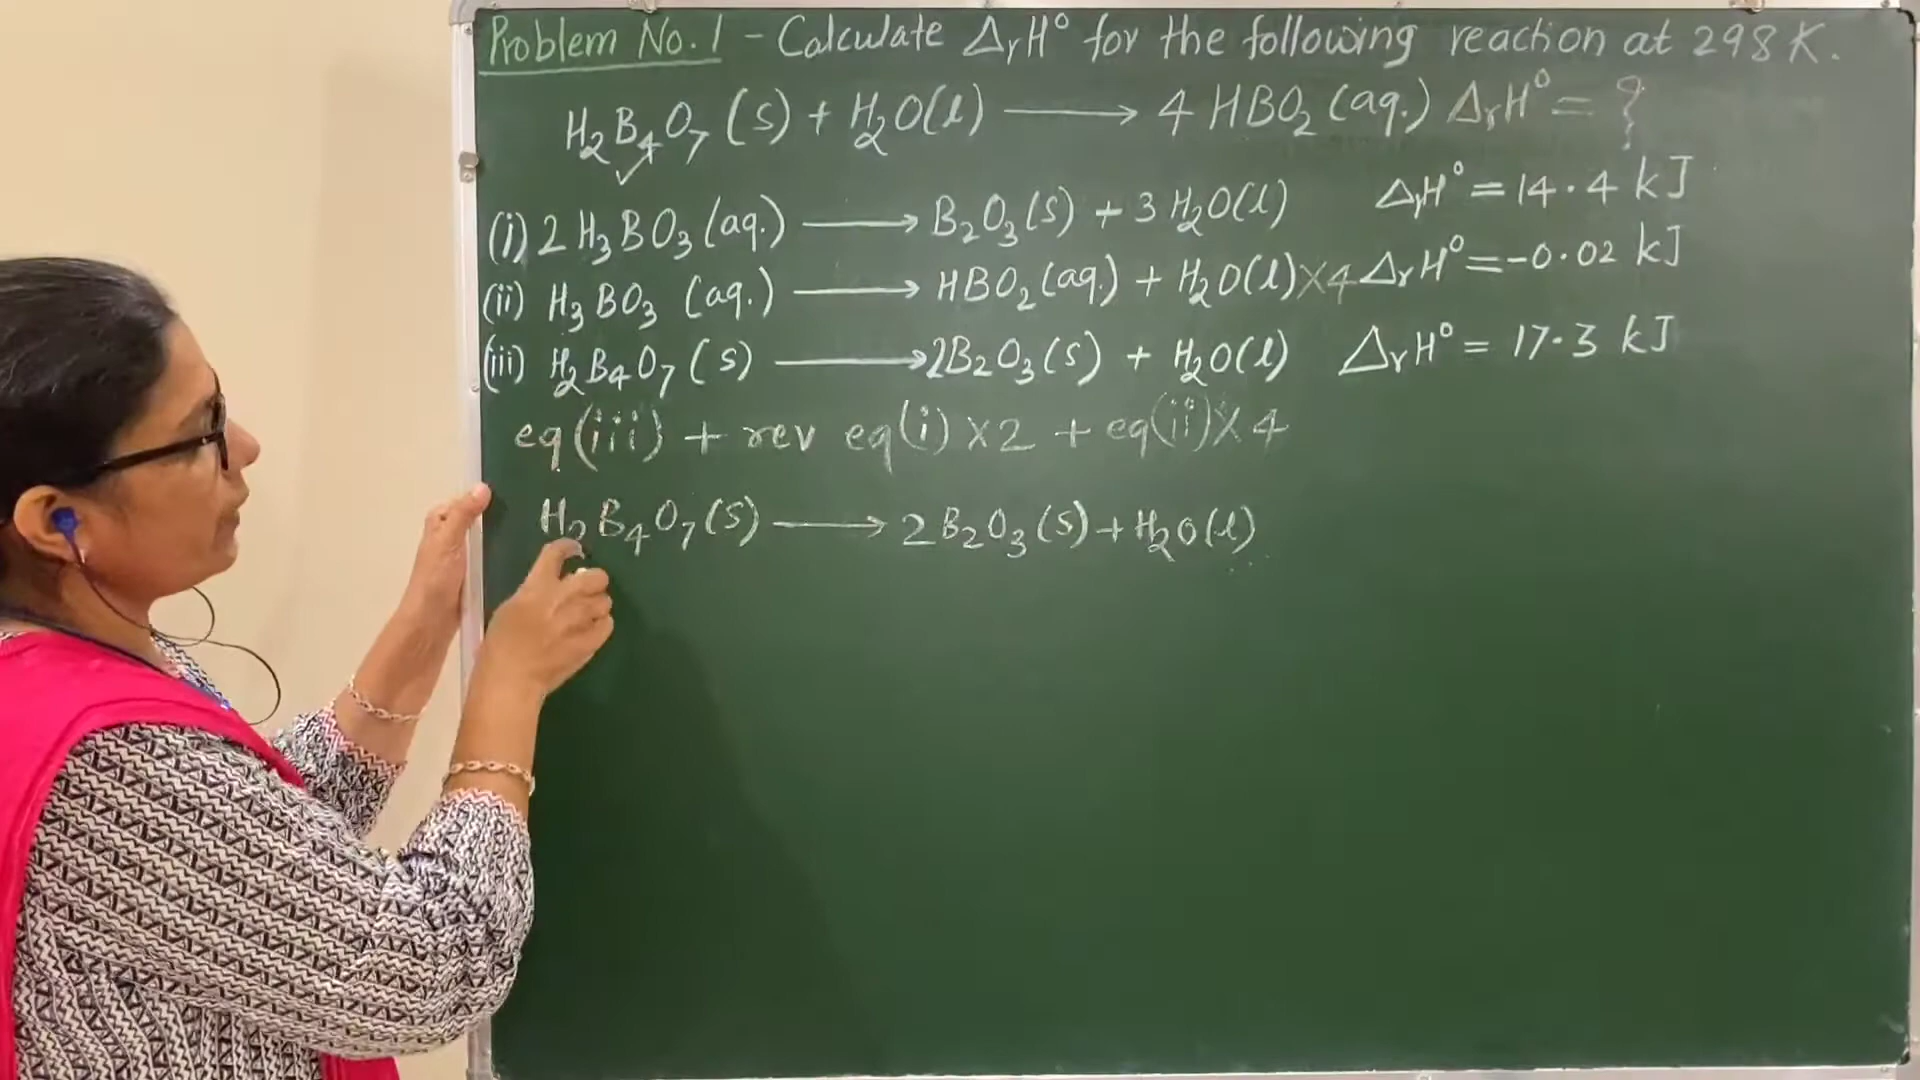 Problem No. 1 - Calculate ΔrH° for the following reaction at 298 K.
H2B4O7 (s) + H2O(l) ⟶ 4 HBO2 (aq.) ΔrH° = ?
(i) 2 H3BO3 (aq.) ⟶ B2O3(s) + 3 H2O(l) ΔrH° = 14.4 kJ
(ii) H3BO3 (aq.) ⟶ HBO2(aq.) + H2O(l) X4 ΔrH° = -0.02 kJ
(iii) H2B4O7 (s) ⟶ 2B2O3(s) + H2O(l) ΔrH° = 17.3 kJ
eq(iii) + rev eq(i) X2 + eq(ii) X 4
H2B4O7(s) ⟶ 2 B2O3(s) + H2O(l)